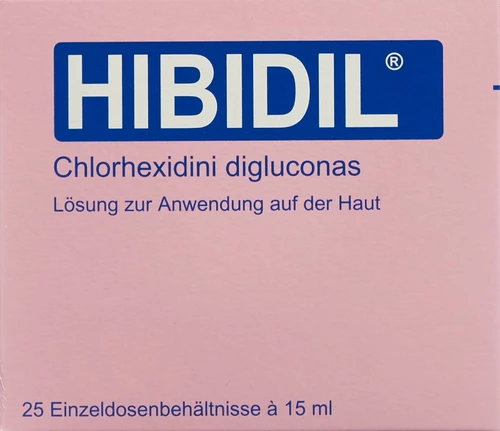 HIBIDIL®
Chlorhexidini digluconas
Lösung zur Anwendung auf der Haut
25 Einzeldosenbehältnisse à 15 ml